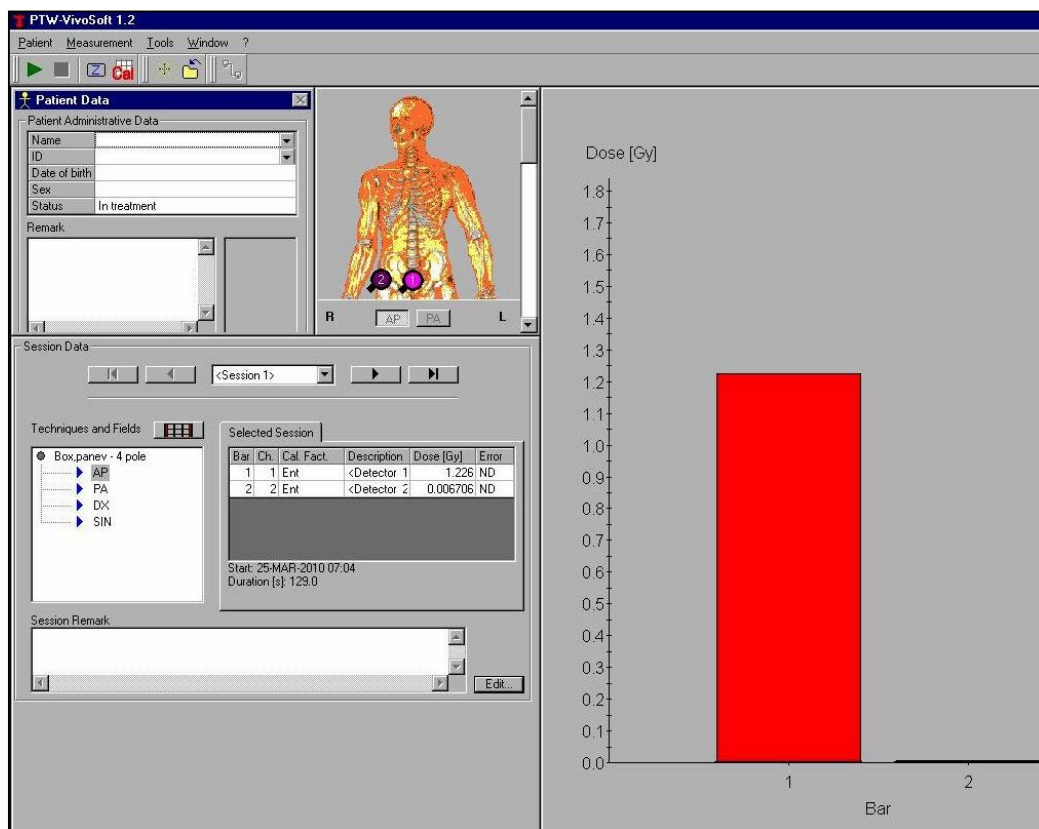 PTW-VivoSoft 1.2
Patient Measurement Tools Window ?
Z Cal
Patient Data
Patient Administrative Data
Name
ID
Date of birth
Sex
Status In treatment
Remark
2 1
R AP PA L
Session Data
<Session 1>
Techniques and Fields
Box,panev - 4 pole
AP
PA
DX
SIN
Selected Session
Bar Ch. Cal. Fact. Description Dose [Gy] Error
1 1 Ent <Detector 1 1.226 ND
2 2 Ent <Detector 2 0.006706 ND
Start: 25-MAR-2010 07:04
Duration [s]: 129.0
Session Remark
Edit...
Dose [Gy]
1.8
1.7
1.6
1.5
1.4
1.3
1.2
1.1
1.0
0.9
0.8
0.7
0.6
0.5
0.4
0.3
0.2
0.1
0.0
1 2
Bar